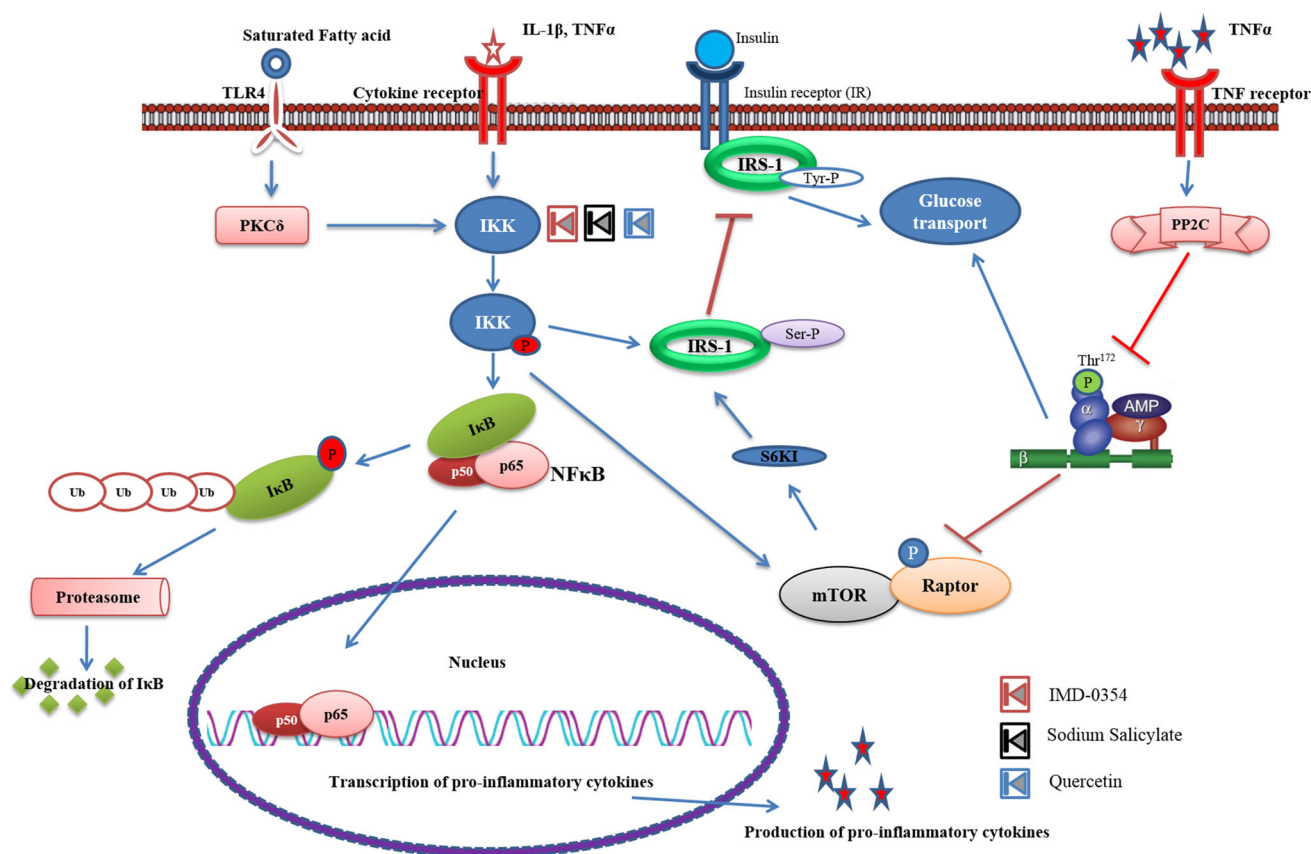 Saturated Fatty acid
IL-1β, TNFα
Insulin
TNFα
TLR4
Cytokine receptor
Insulin receptor (IR)
TNF receptor
IRS-1
Tyr-P
PKCδ
IKK
Glucose
transport
PP2C
IKK
P
IRS-1
Ser-P
Thr172
P
α
AMP
γ
β
IκB
p50
p65
NFκB
S6KI
P
IκB
Ub
Ub
Ub
Ub
P
mTOR
Raptor
Proteasome
Degradation of IκB
Nucleus
p50
p65
Transcription of pro-inflammatory cytokines
IMD-0354
Sodium Salicylate
Quercetin
Production of pro-inflammatory cytokines